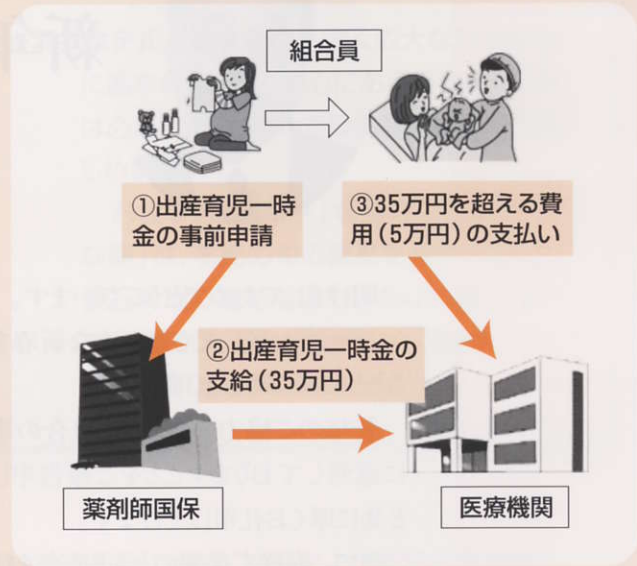 組合員
①出産育児一時
金の事前申請
③35万円を超える費
用(5万円)の支払い
②出産育児一時金の
支給(35万円)
薬剤師国保
医療機関